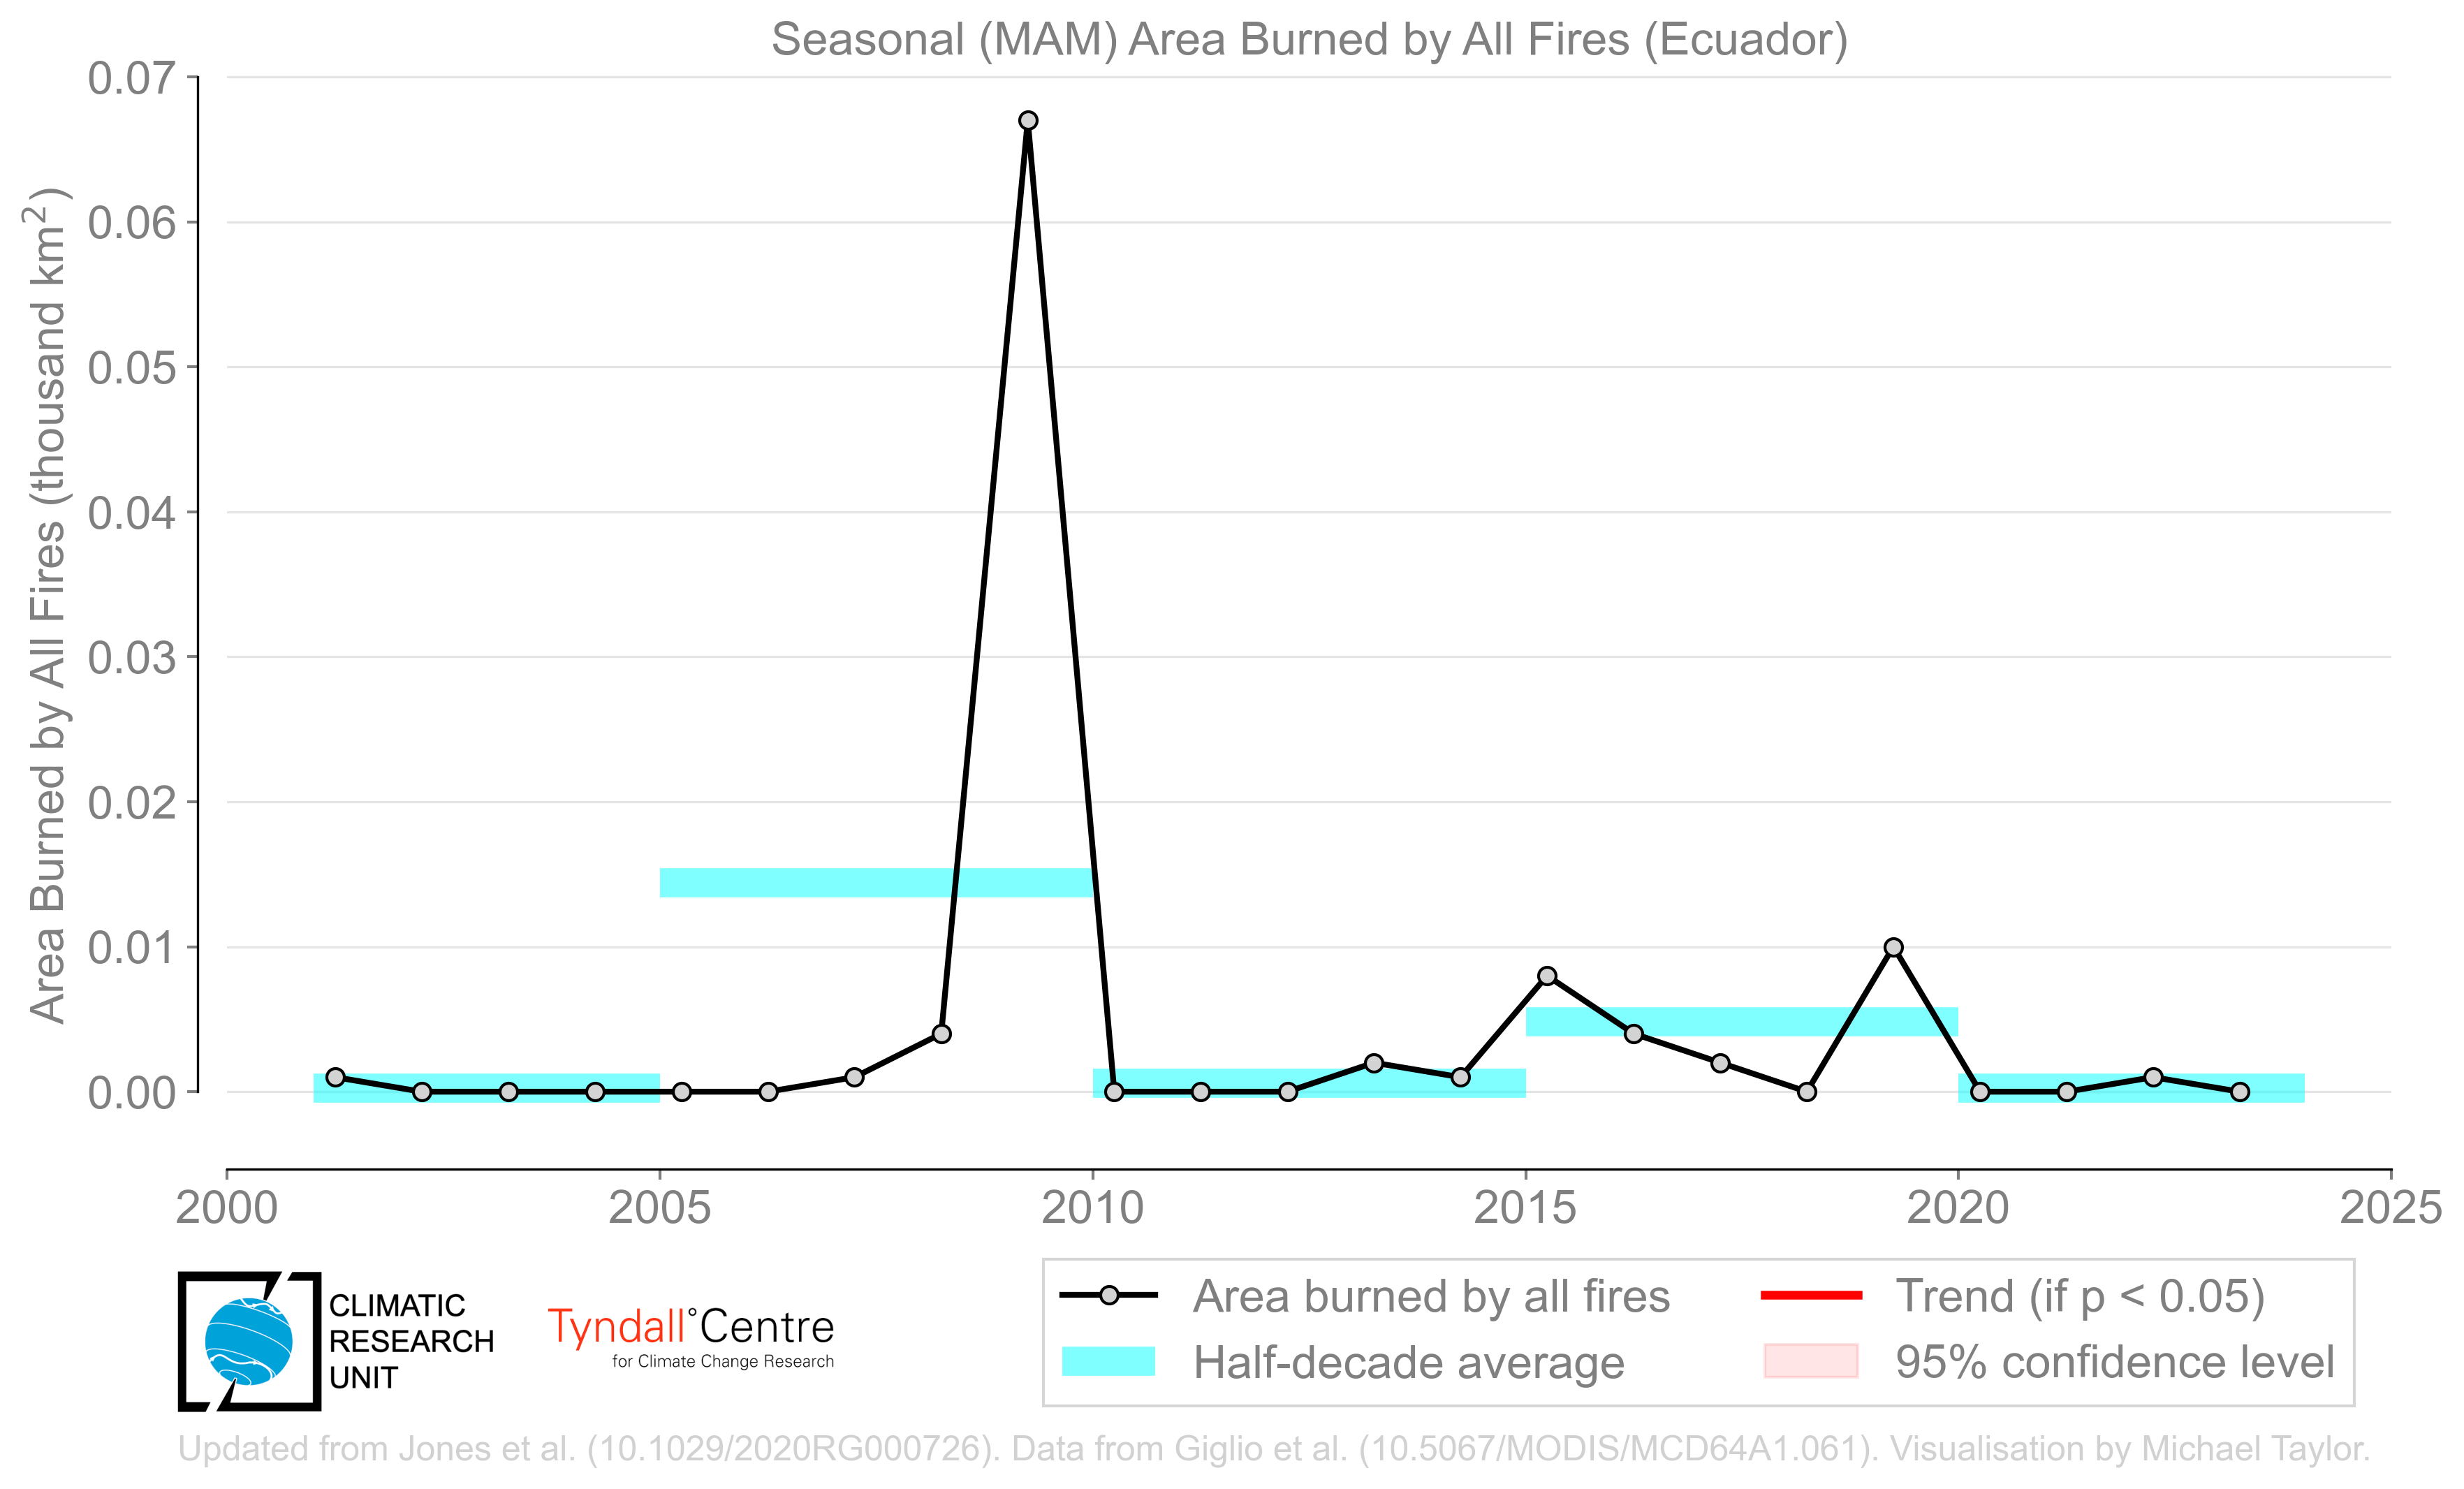 Seasonal (MAM) Area Burned by All Fires (Ecuador)
Area Burned by All Fires (thousand km²)
0.07
0.06
0.05
0.04
0.03
0.02
0.01
0.00
2000 2005 2010 2015 2020 2025
Area burned by all fires
Half-decade average
Trend (if p < 0.05)
95% confidence level
CLIMATIC
RESEARCH
UNIT
Tyndall°Centre
for Climate Change Research
Updated from Jones et al. (10.1029/2020RG000726). Data from Giglio et al. (10.5067/MODIS/MCD64A1.061). Visualisation by Michael Taylor.